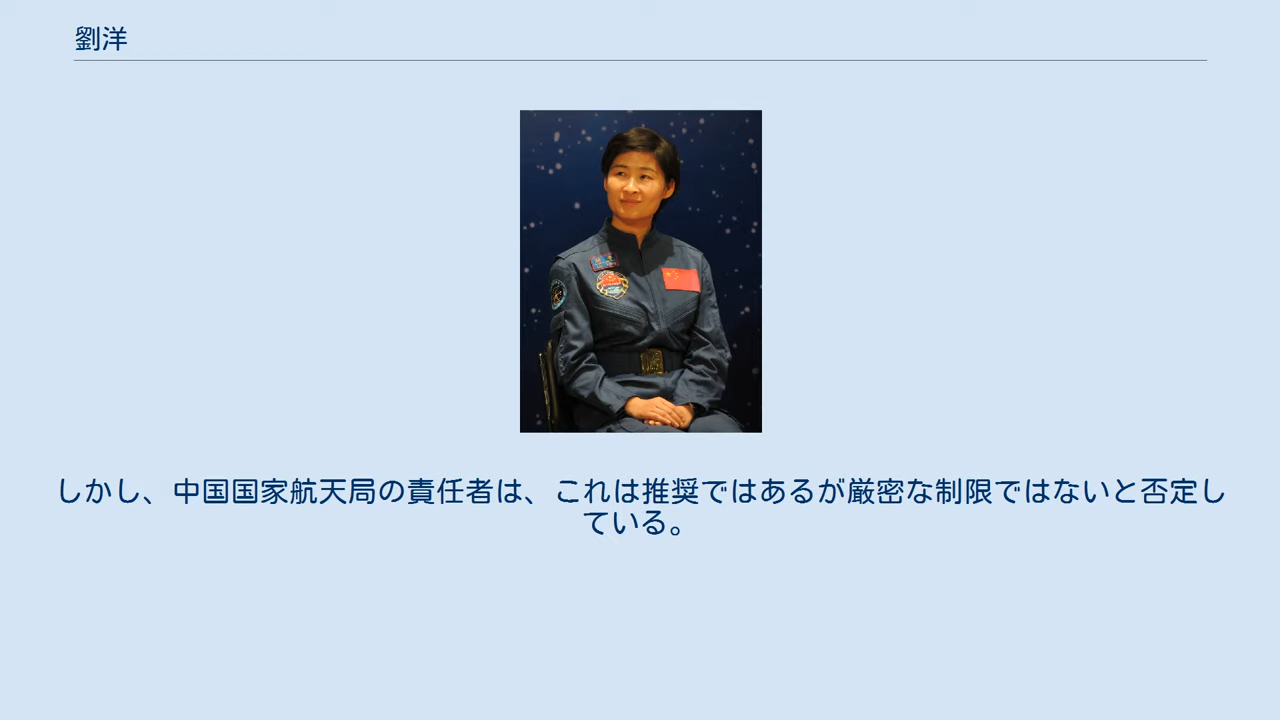 劉洋
しかし、中国国家航天局の責任者は、これは推奨ではあるが厳密な制限ではないと否定し
ている。